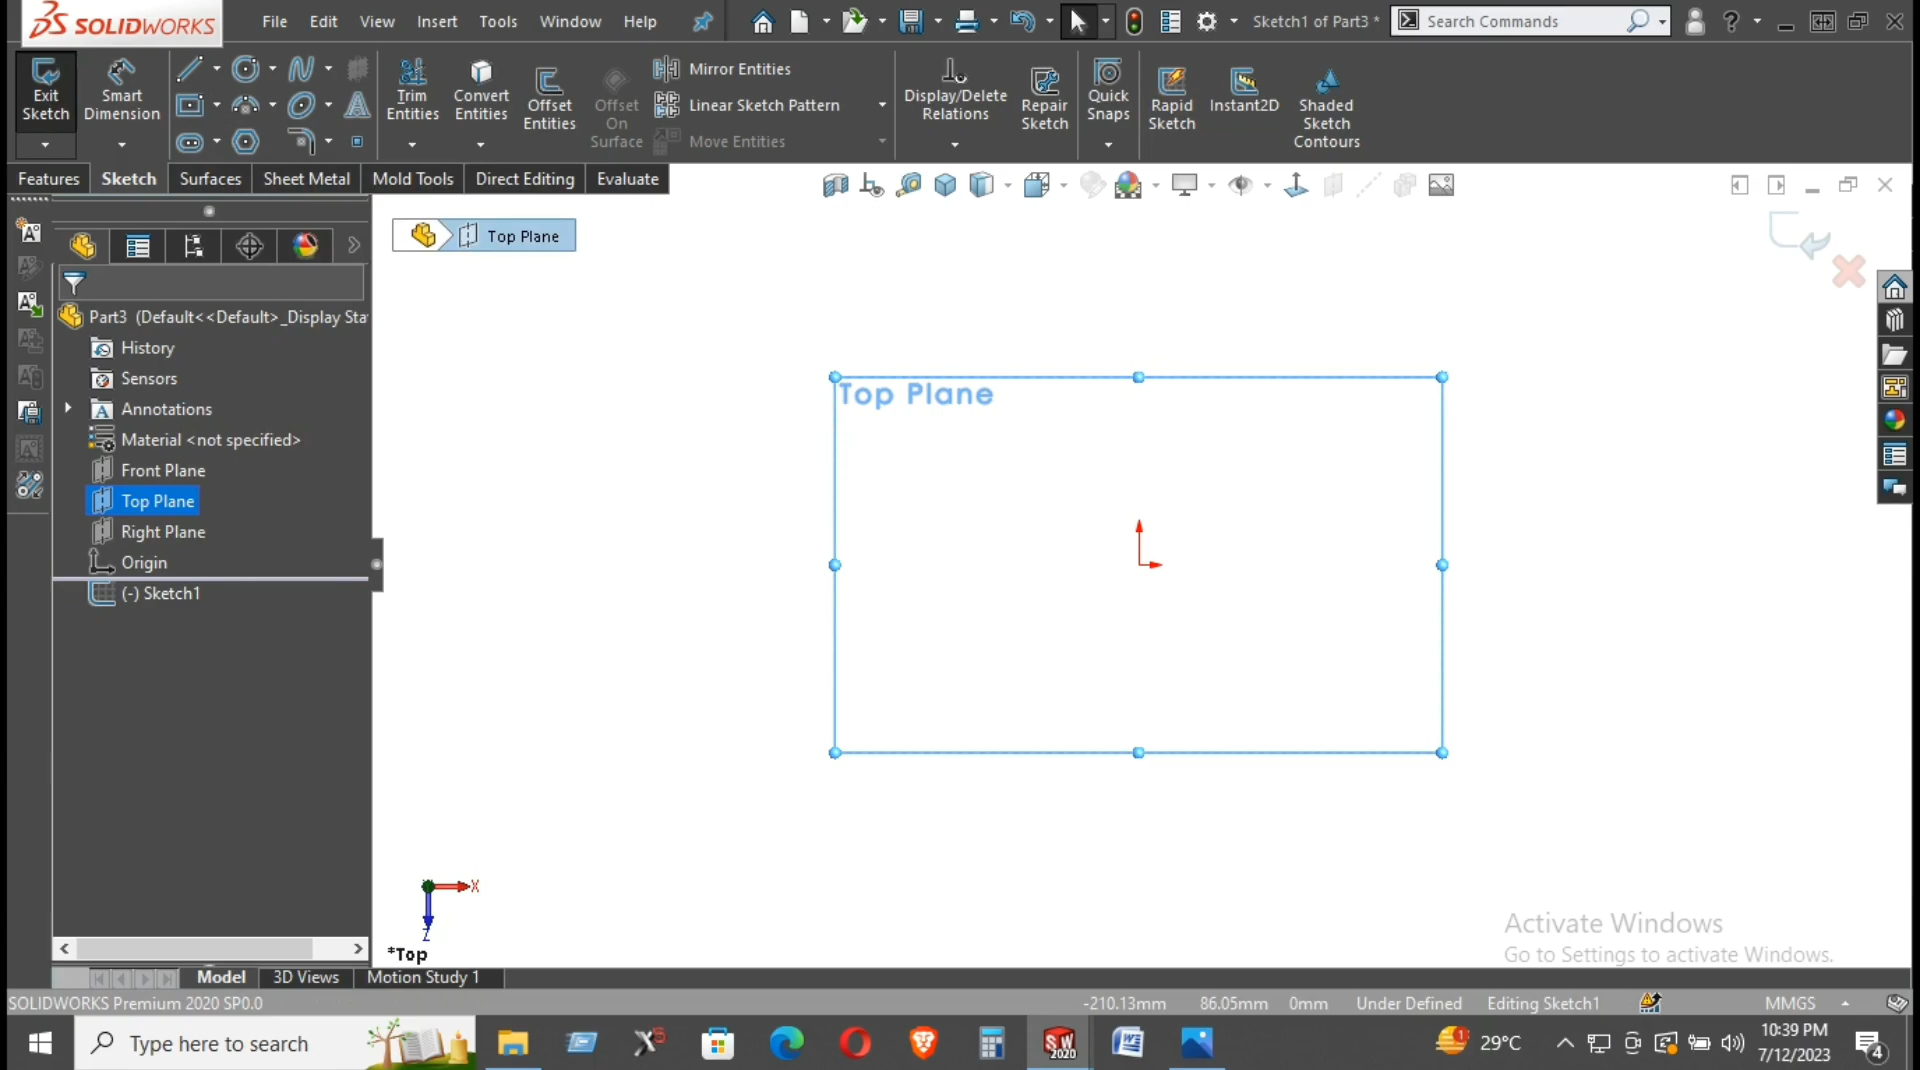 SOLIDWORKS File Edit View Insert Tools Window Help Sketch1 of Part3 * Search Commands ?
Exit Sketch
Smart Dimension
Trim Entities
Convert Entities
Offset Entities
Offset On Surface
Mirror Entities
Linear Sketch Pattern
Move Entities
Display/Delete Relations
Repair Sketch
Quick Snaps
Rapid Sketch
Instant2D
Shaded Sketch Contours
Features Sketch Surfaces Sheet Metal Mold Tools Direct Editing Evaluate
Top Plane
Part3 (Default<<Default>_Display Sta
History
Sensors
Annotations
Material <not specified>
Front Plane
Top Plane
Right Plane
Origin
(-) Sketch1
Top Plane
X
Z
*Top
Activate Windows
Go to Settings to activate Windows.
Model 3D Views Motion Study 1
SOLIDWORKS Premium 2020 SP0.0 -210.13mm 86.05mm 0mm Under Defined Editing Sketch1 MMGS
Type here to search
SW 2020
1
29°C
10:39 PM
7/12/2023
4